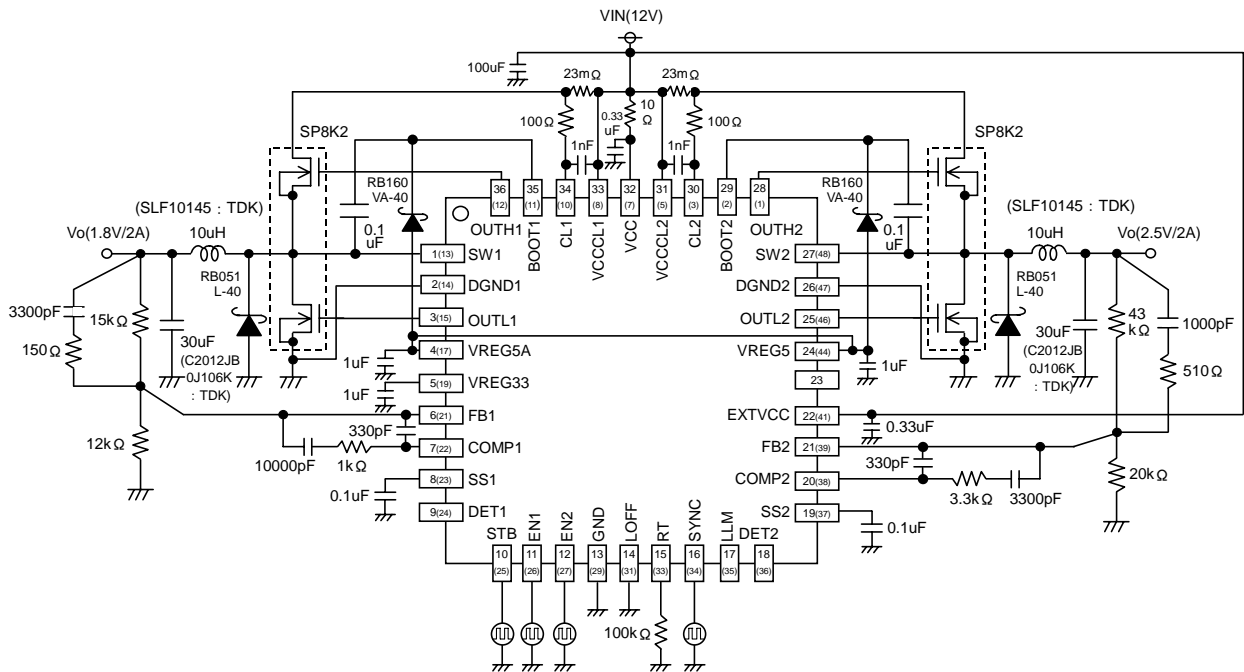 VIN(12V)
100uF
23mΩ
23mΩ
100Ω
0.33
uF
10
Ω
100Ω
1nF
1nF
SP8K2
SP8K2
RB160
VA-40
RB160
VA-40
36
(12)
35
(11)
34
(10)
33
(8)
32
(7)
31
(5)
30
(3)
29
(2)
28
(1)
OUTH1
BOOT1
CL1
VCCCL1
VCC
VCCCL2
CL2
BOOT2
OUTH2
(SLF10145 : TDK)
(SLF10145 : TDK)
Vo(1.8V/2A)
10uH
0.1
uF
0.1
uF
10uH
Vo(2.5V/2A)
1(13) SW1
SW2 27(48)
2(14) DGND1
DGND2 26(47)
3(15) OUTL1
OUTL2 25(46)
4(17) VREG5A
VREG5 24(44)
5(19) VREG33
23
6(21) FB1
EXTVCC 22(41)
7(22) COMP1
FB2 21(39)
8(23) SS1
COMP2 20(38)
9(24) DET1
SS2 19(37)
RB051
L-40
RB051
L-40
3300pF
15kΩ
150Ω
30uF
(C2012JB
0J106K
: TDK)
1uF
1uF
12kΩ
330pF
10000pF
1kΩ
0.1uF
43
kΩ
1000pF
510Ω
30uF
(C2012JB
0J106K
: TDK)
1uF
0.33uF
330pF
3.3kΩ
3300pF
20kΩ
0.1uF
STB
EN1
EN2
GND
LOFF
RT
SYNC
LLM
DET2
10
(25)
11
(26)
12
(27)
13
(29)
14
(31)
15
(33)
16
(34)
17
(35)
18
(36)
100kΩ